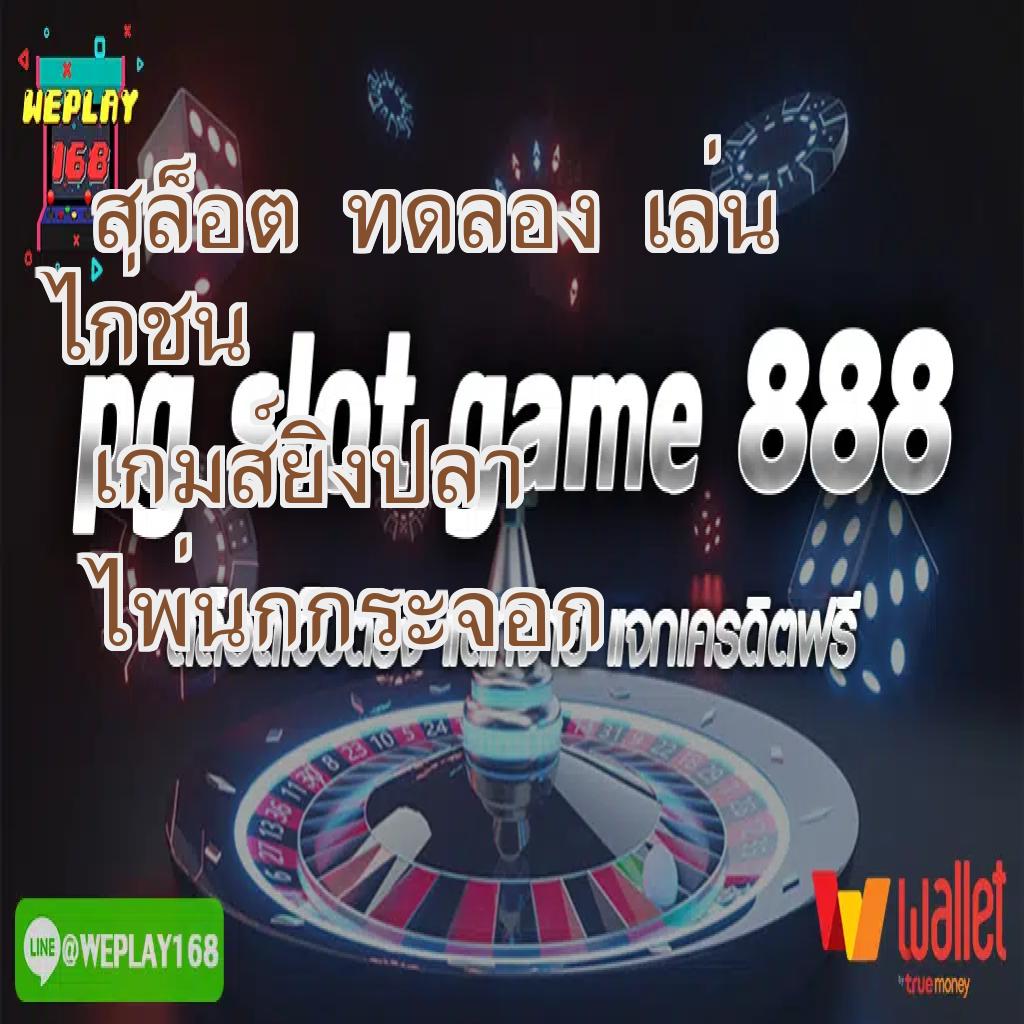 WEPLAY
168
สล็อต ทดลอง เล่น
ไก่ชน
pg slot game 888
เกมส์ยิงปลา
ไพ่นกกระจอก
แจกเครดิตฟรี
LINE @WEPLAY168
wallet
by truemoney